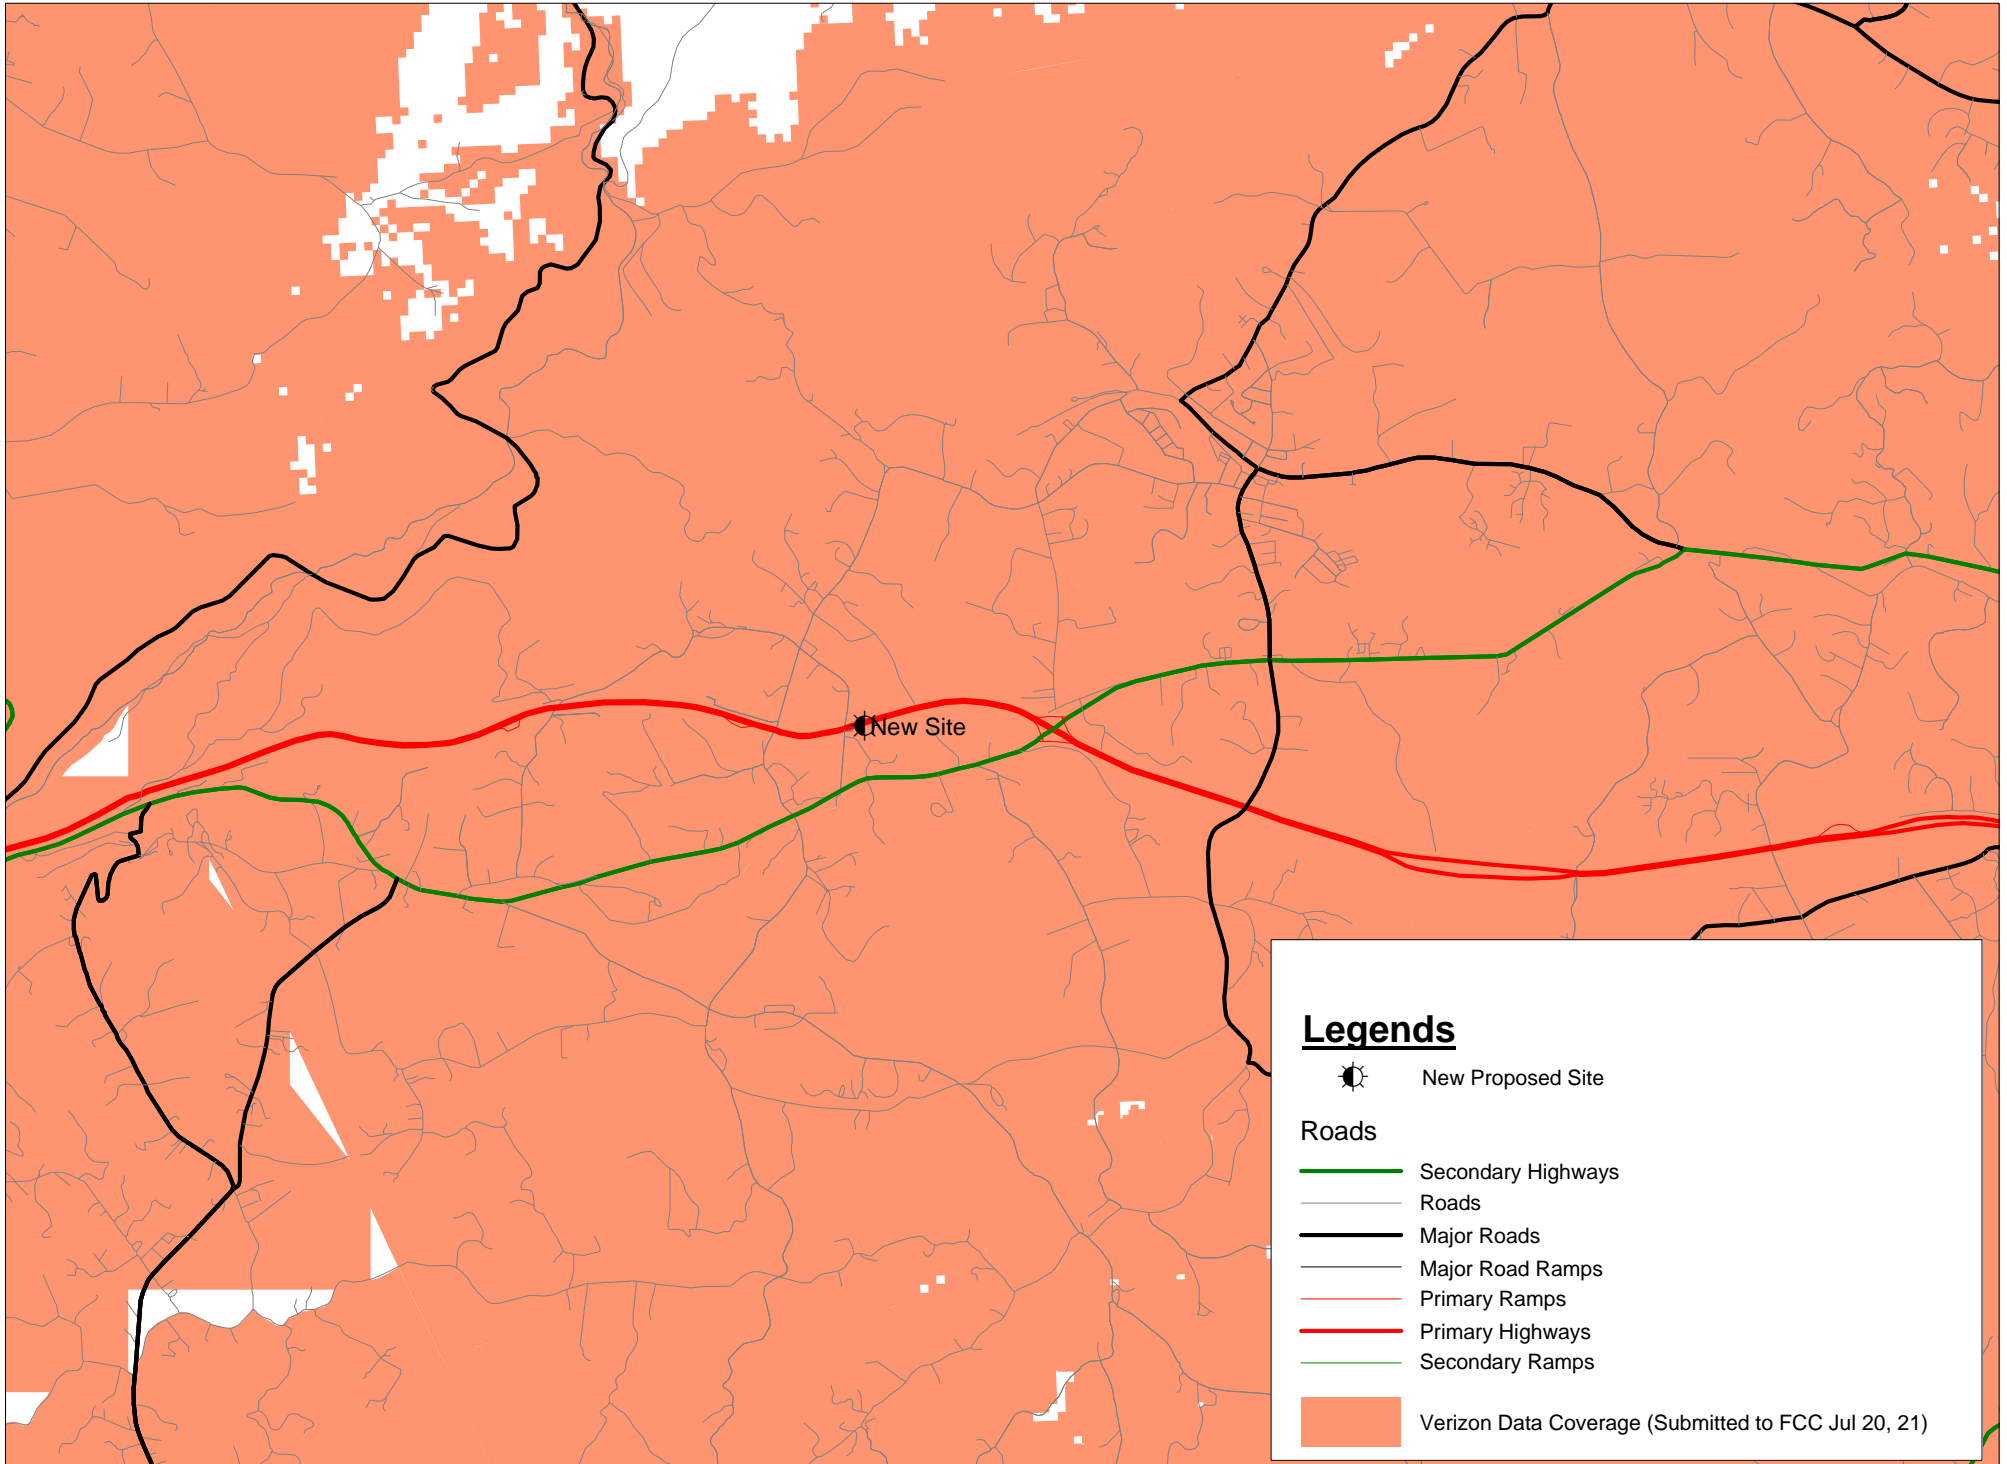 New Site
Legends
New Proposed Site
Roads
Secondary Highways
Roads
Major Roads
Major Road Ramps
Primary Ramps
Primary Highways
Secondary Ramps
Verizon Data Coverage (Submitted to FCC Jul 20, 21)